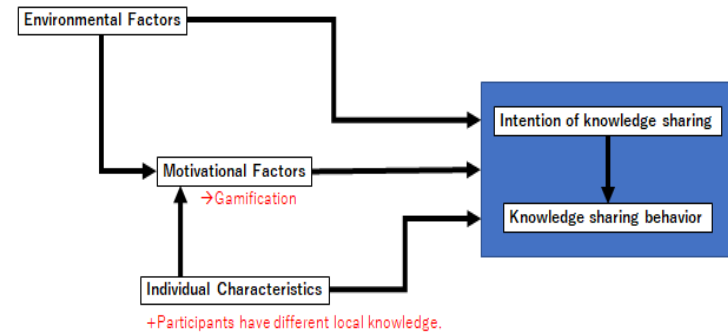 Environmental Factors
Intention of knowledge sharing
Motivational Factors
→Gamification
Knowledge sharing behavior
Individual Characteristics
+Participants have different local knowledge.